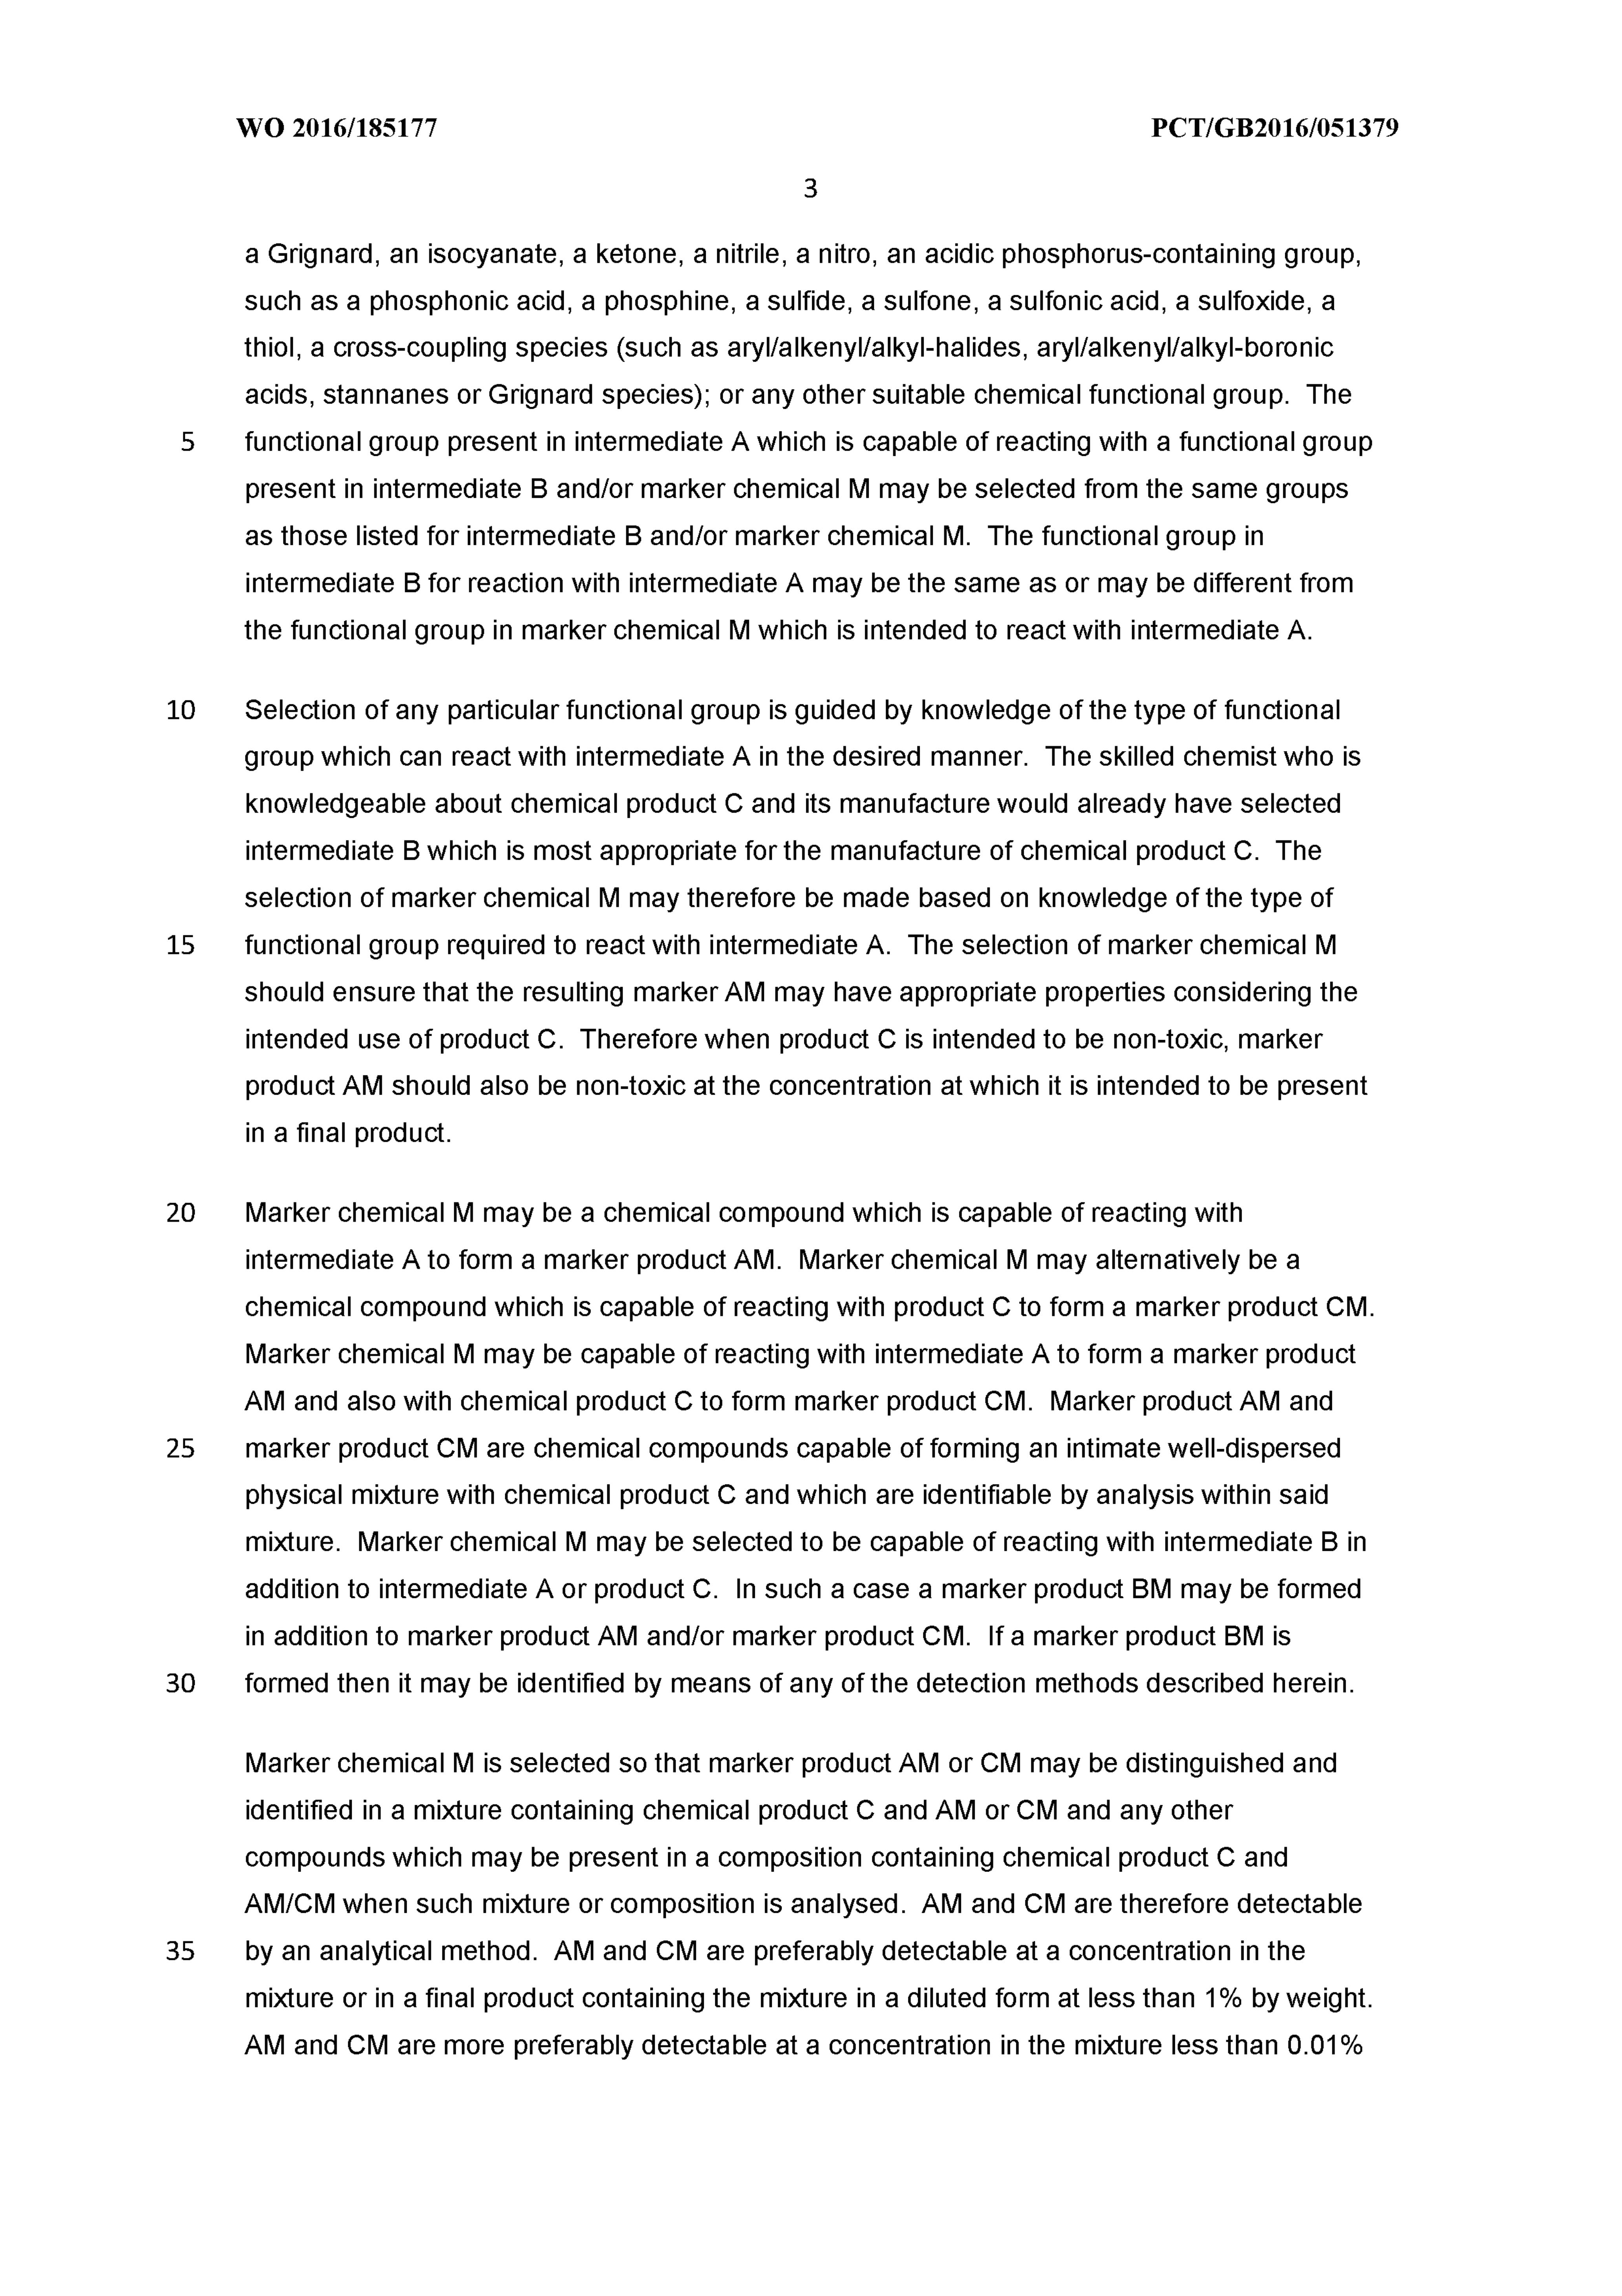 WO 2016/185177 PCT/GB2016/051379
3
a Grignard, an isocyanate, a ketone, a nitrile, a nitro, an acidic phosphorus-containing group,
such as a phosphonic acid, a phosphine, a sulfide, a sulfone, a sulfonic acid, a sulfoxide, a
thiol, a cross-coupling species (such as aryl/alkenyl/alkyl-halides, aryl/alkenyl/alkyl-boronic
acids, stannanes or Grignard species); or any other suitable chemical functional group. The
5 functional group present in intermediate A which is capable of reacting with a functional group
present in intermediate B and/or marker chemical M may be selected from the same groups
as those listed for intermediate B and/or marker chemical M. The functional group in
intermediate B for reaction with intermediate A may be the same as or may be different from
the functional group in marker chemical M which is intended to react with intermediate A.
10 Selection of any particular functional group is guided by knowledge of the type of functional
group which can react with intermediate A in the desired manner. The skilled chemist who is
knowledgeable about chemical product C and its manufacture would already have selected
intermediate B which is most appropriate for the manufacture of chemical product C. The
selection of marker chemical M may therefore be made based on knowledge of the type of
15 functional group required to react with intermediate A. The selection of marker chemical M
should ensure that the resulting marker AM may have appropriate properties considering the
intended use of product C. Therefore when product C is intended to be non-toxic, marker
product AM should also be non-toxic at the concentration at which it is intended to be present
in a final product.
20 Marker chemical M may be a chemical compound which is capable of reacting with
intermediate A to form a marker product AM. Marker chemical M may alternatively be a
chemical compound which is capable of reacting with product C to form a marker product CM.
Marker chemical M may be capable of reacting with intermediate A to form a marker product
AM and also with chemical product C to form marker product CM. Marker product AM and
25 marker product CM are chemical compounds capable of forming an intimate well-dispersed
physical mixture with chemical product C and which are identifiable by analysis within said
mixture. Marker chemical M may be selected to be capable of reacting with intermediate B in
addition to intermediate A or product C. In such a case a marker product BM may be formed
in addition to marker product AM and/or marker product CM. If a marker product BM is
30 formed then it may be identified by means of any of the detection methods described herein.
Marker chemical M is selected so that marker product AM or CM may be distinguished and
identified in a mixture containing chemical product C and AM or CM and any other
compounds which may be present in a composition containing chemical product C and
AM/CM when such mixture or composition is analysed. AM and CM are therefore detectable
35 by an analytical method. AM and CM are preferably detectable at a concentration in the
mixture or in a final product containing the mixture in a diluted form at less than 1% by weight.
AM and CM are more preferably detectable at a concentration in the mixture less than 0.01%